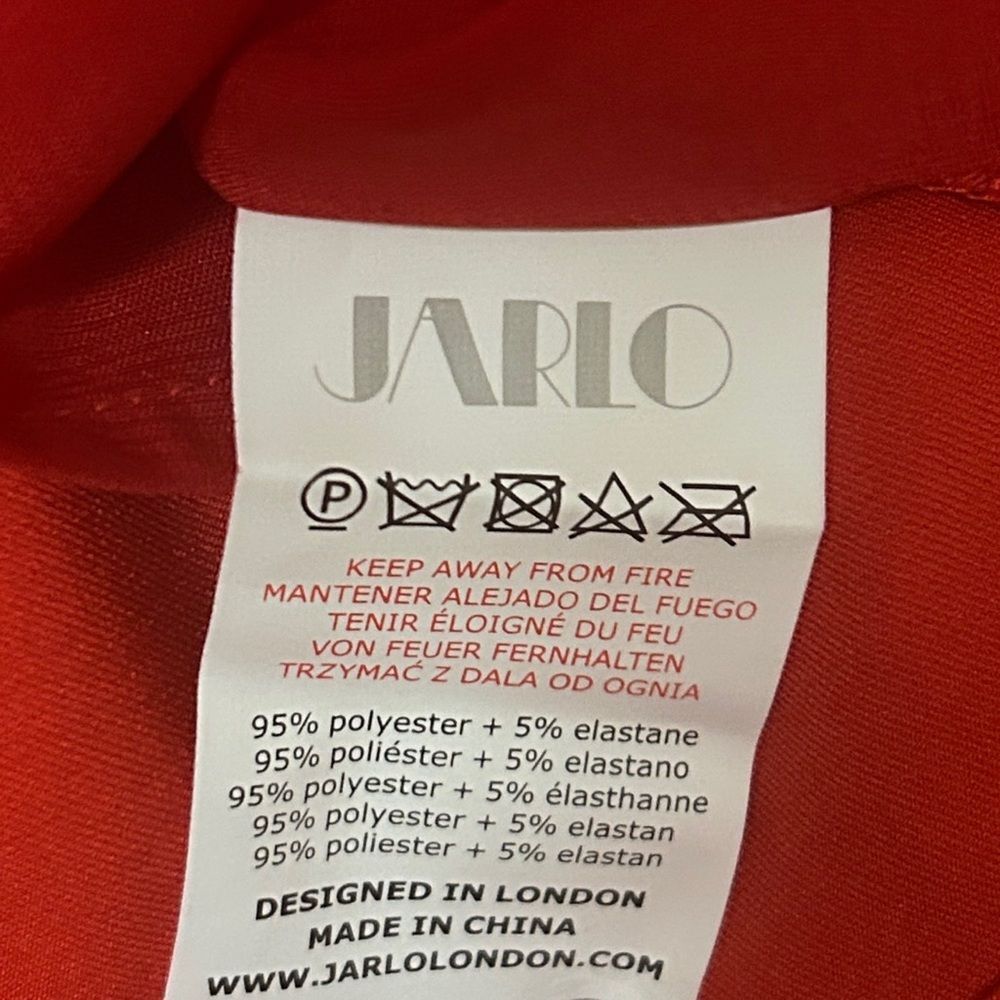 JARLO
P
KEEP AWAY FROM FIRE
MANTENER ALEJADO DEL FUEGO
TENIR ÉLOIGNÉ DU FEU
VON FEUER FERNHALTEN
TRZYMAĆ Z DALA OD OGNIA
95% polyester + 5% elastane
95% poliéster + 5% elastano
95% polyester + 5% élasthanne
95% polyester + 5% elastan
95% poliester + 5% elastan
DESIGNED IN LONDON
MADE IN CHINA
WWW.JARLOLONDON.COM